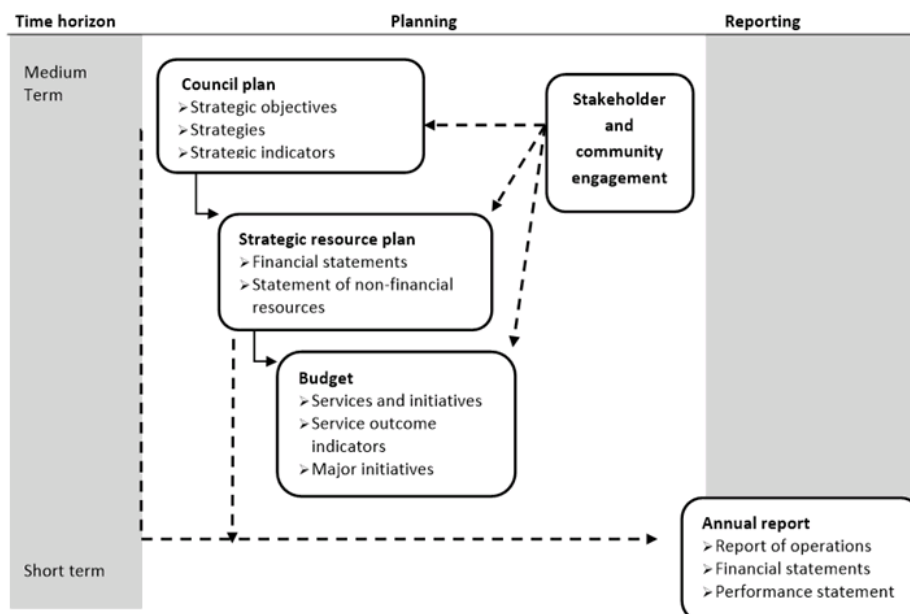 Time horizon
Planning
Reporting
Medium
Term
Council plan
➢Strategic objectives
➢Strategies
➢Strategic indicators
Stakeholder
and
community
engagement
Strategic resource plan
➢Financial statements
➢Statement of non-financial
resources
Budget
➢Services and initiatives
➢Service outcome
indicators
➢Major initiatives
Short term
Annual report
➢Report of operations
➢Financial statements
➢Performance statement